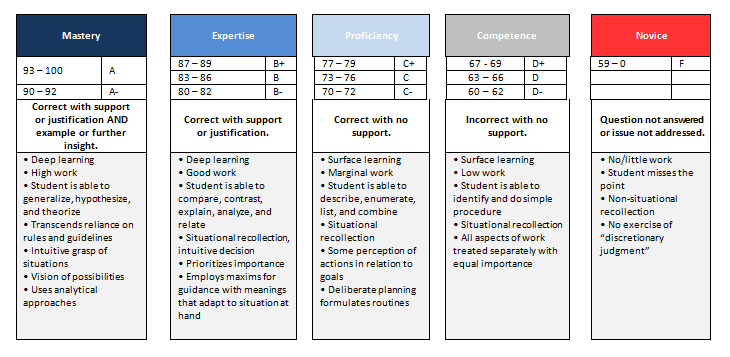 Mastery
93 – 100 A
90 – 92 A-
Correct with support
or justification AND
example or further
insight.
• Deep learning
• High work
• Student is able to
generalize, hypothesize,
and theorize
• Transcends reliance on
rules and guidelines
• Intuitive grasp of
situations
• Vision of possibilities
• Uses analytical
approaches
Expertise
87 – 89 B+
83 – 86 B
80 – 82 B-
Correct with support
or justification.
• Deep learning
• Good work
• Student is able to
compare, contrast,
explain, analyze, and
relate
• Situational recollection,
intuitive decision
• Prioritizes importance
• Employs maxims for
guidance with meanings
that adapt to situation at
hand
Proficiency
77 – 79 C+
73 – 76 C
70 – 72 C-
Correct with no
support.
• Surface learning
• Marginal work
• Student is able to
describe, enumerate,
list, and combine
• Situational
recollection
• Some perception of
actions in relation to
goals
• Deliberate planning
formulates routines
Competence
67 - 69 D+
63 – 66 D
60 – 62 D-
Incorrect with no
support.
• Surface learning
• Low work
• Student is able to
identify and do simple
procedure
• Situational recollection
• All aspects of work
treated separately with
equal importance
Novice
59 – 0 F
Question not answered
or issue not addressed.
• No/little work
• Student misses the
point
• Non-situational
recollection
• No exercise of
“discretionary
judgment”